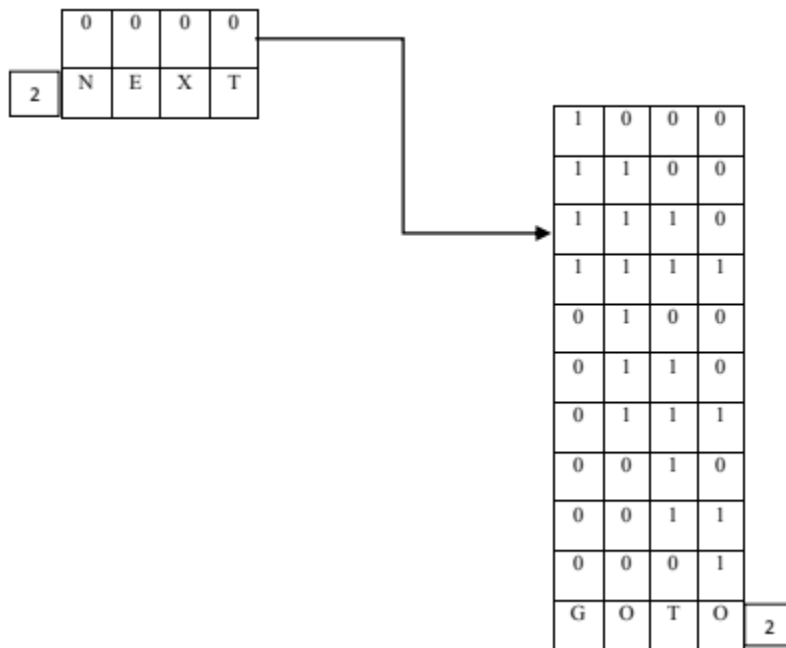 0 0 0 0
2 N E X T
1 0 0 0
1 1 0 0
1 1 1 0
1 1 1 1
0 1 0 0
0 1 1 0
0 1 1 1
0 0 1 0
0 0 1 1
0 0 0 1
G O T O 2